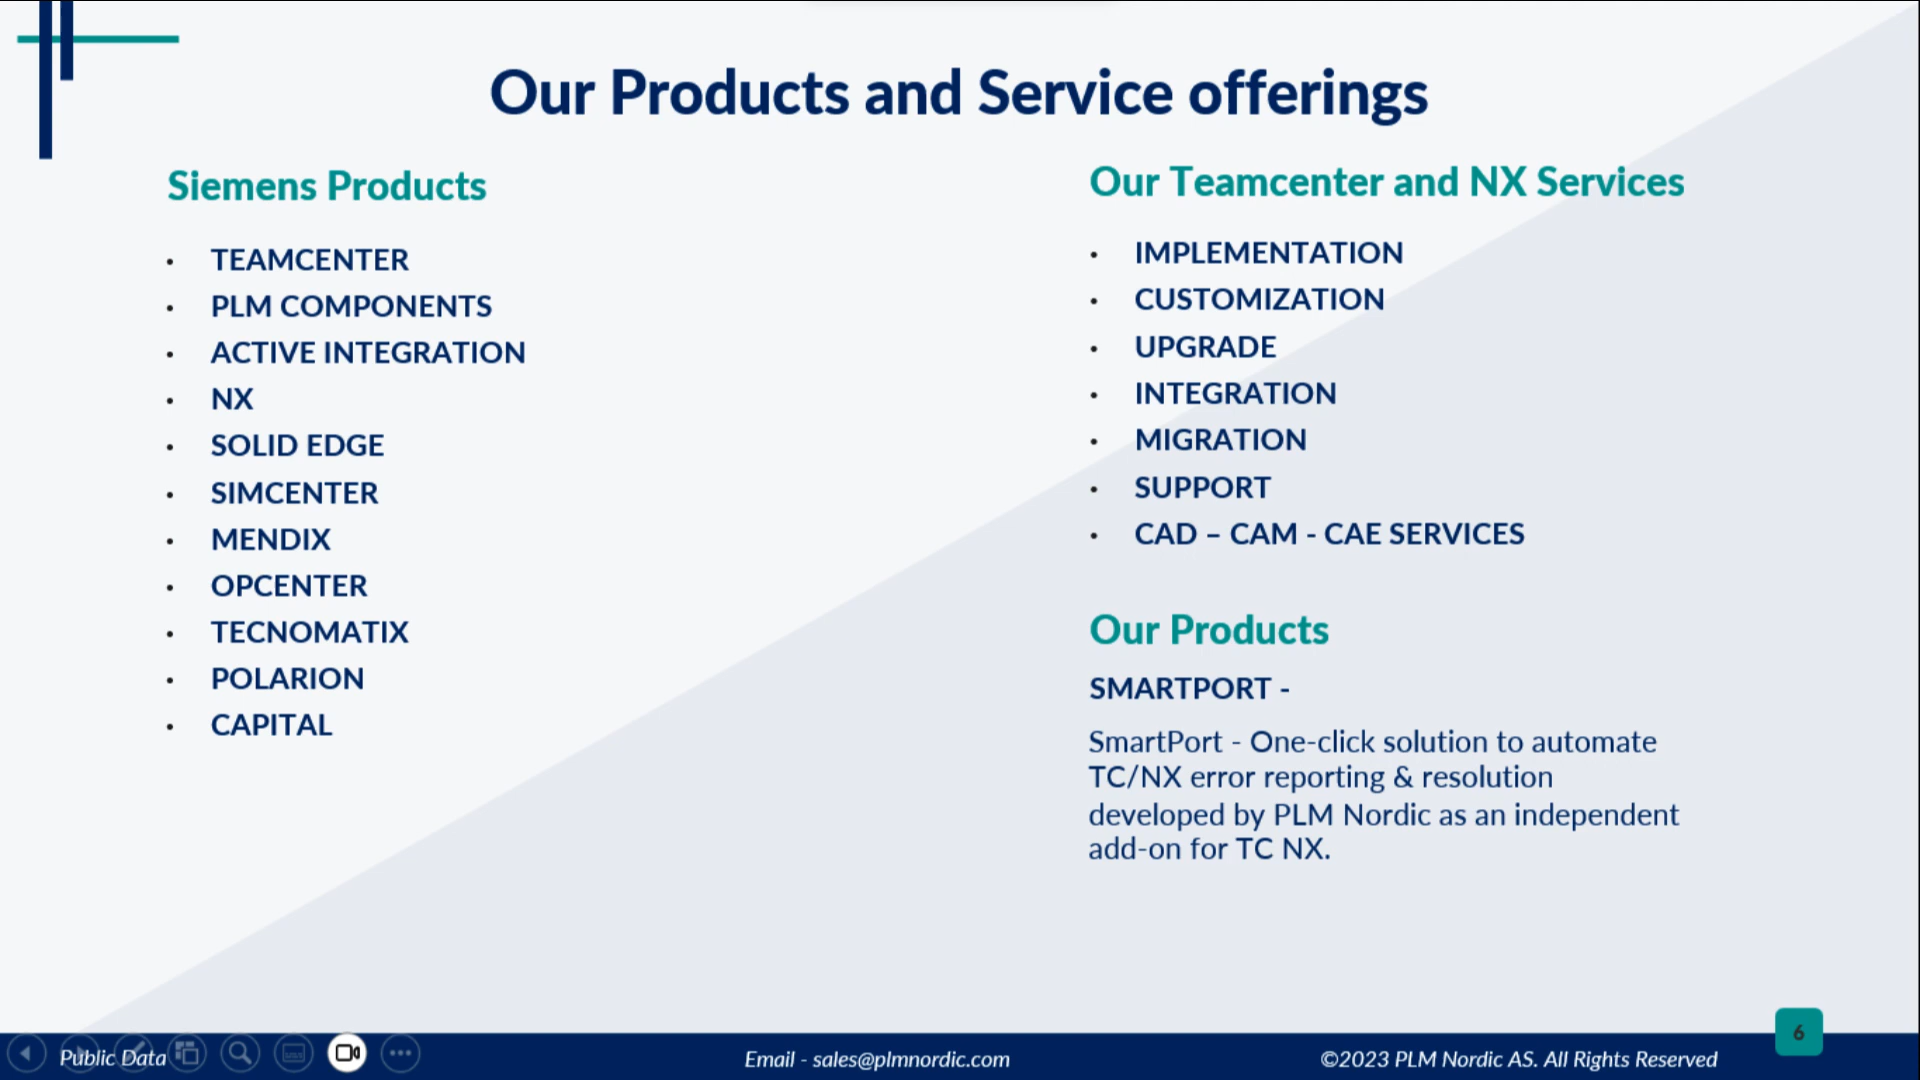 Our Products and Service offerings
Siemens Products
• TEAMCENTER
• PLM COMPONENTS
• ACTIVE INTEGRATION
• NX
• SOLID EDGE
• SIMCENTER
• MENDIX
• OPCENTER
• TECNOMATIX
• POLARION
• CAPITAL
Our Teamcenter and NX Services
• IMPLEMENTATION
• CUSTOMIZATION
• UPGRADE
• INTEGRATION
• MIGRATION
• SUPPORT
• CAD – CAM - CAE SERVICES
Our Products
SMARTPORT -
SmartPort - One-click solution to automate
TC/NX error reporting & resolution
developed by PLM Nordic as an independent
add-on for TC NX.
6
Public Data
Email - sales@plmnordic.com
©2023 PLM Nordic AS. All Rights Reserved